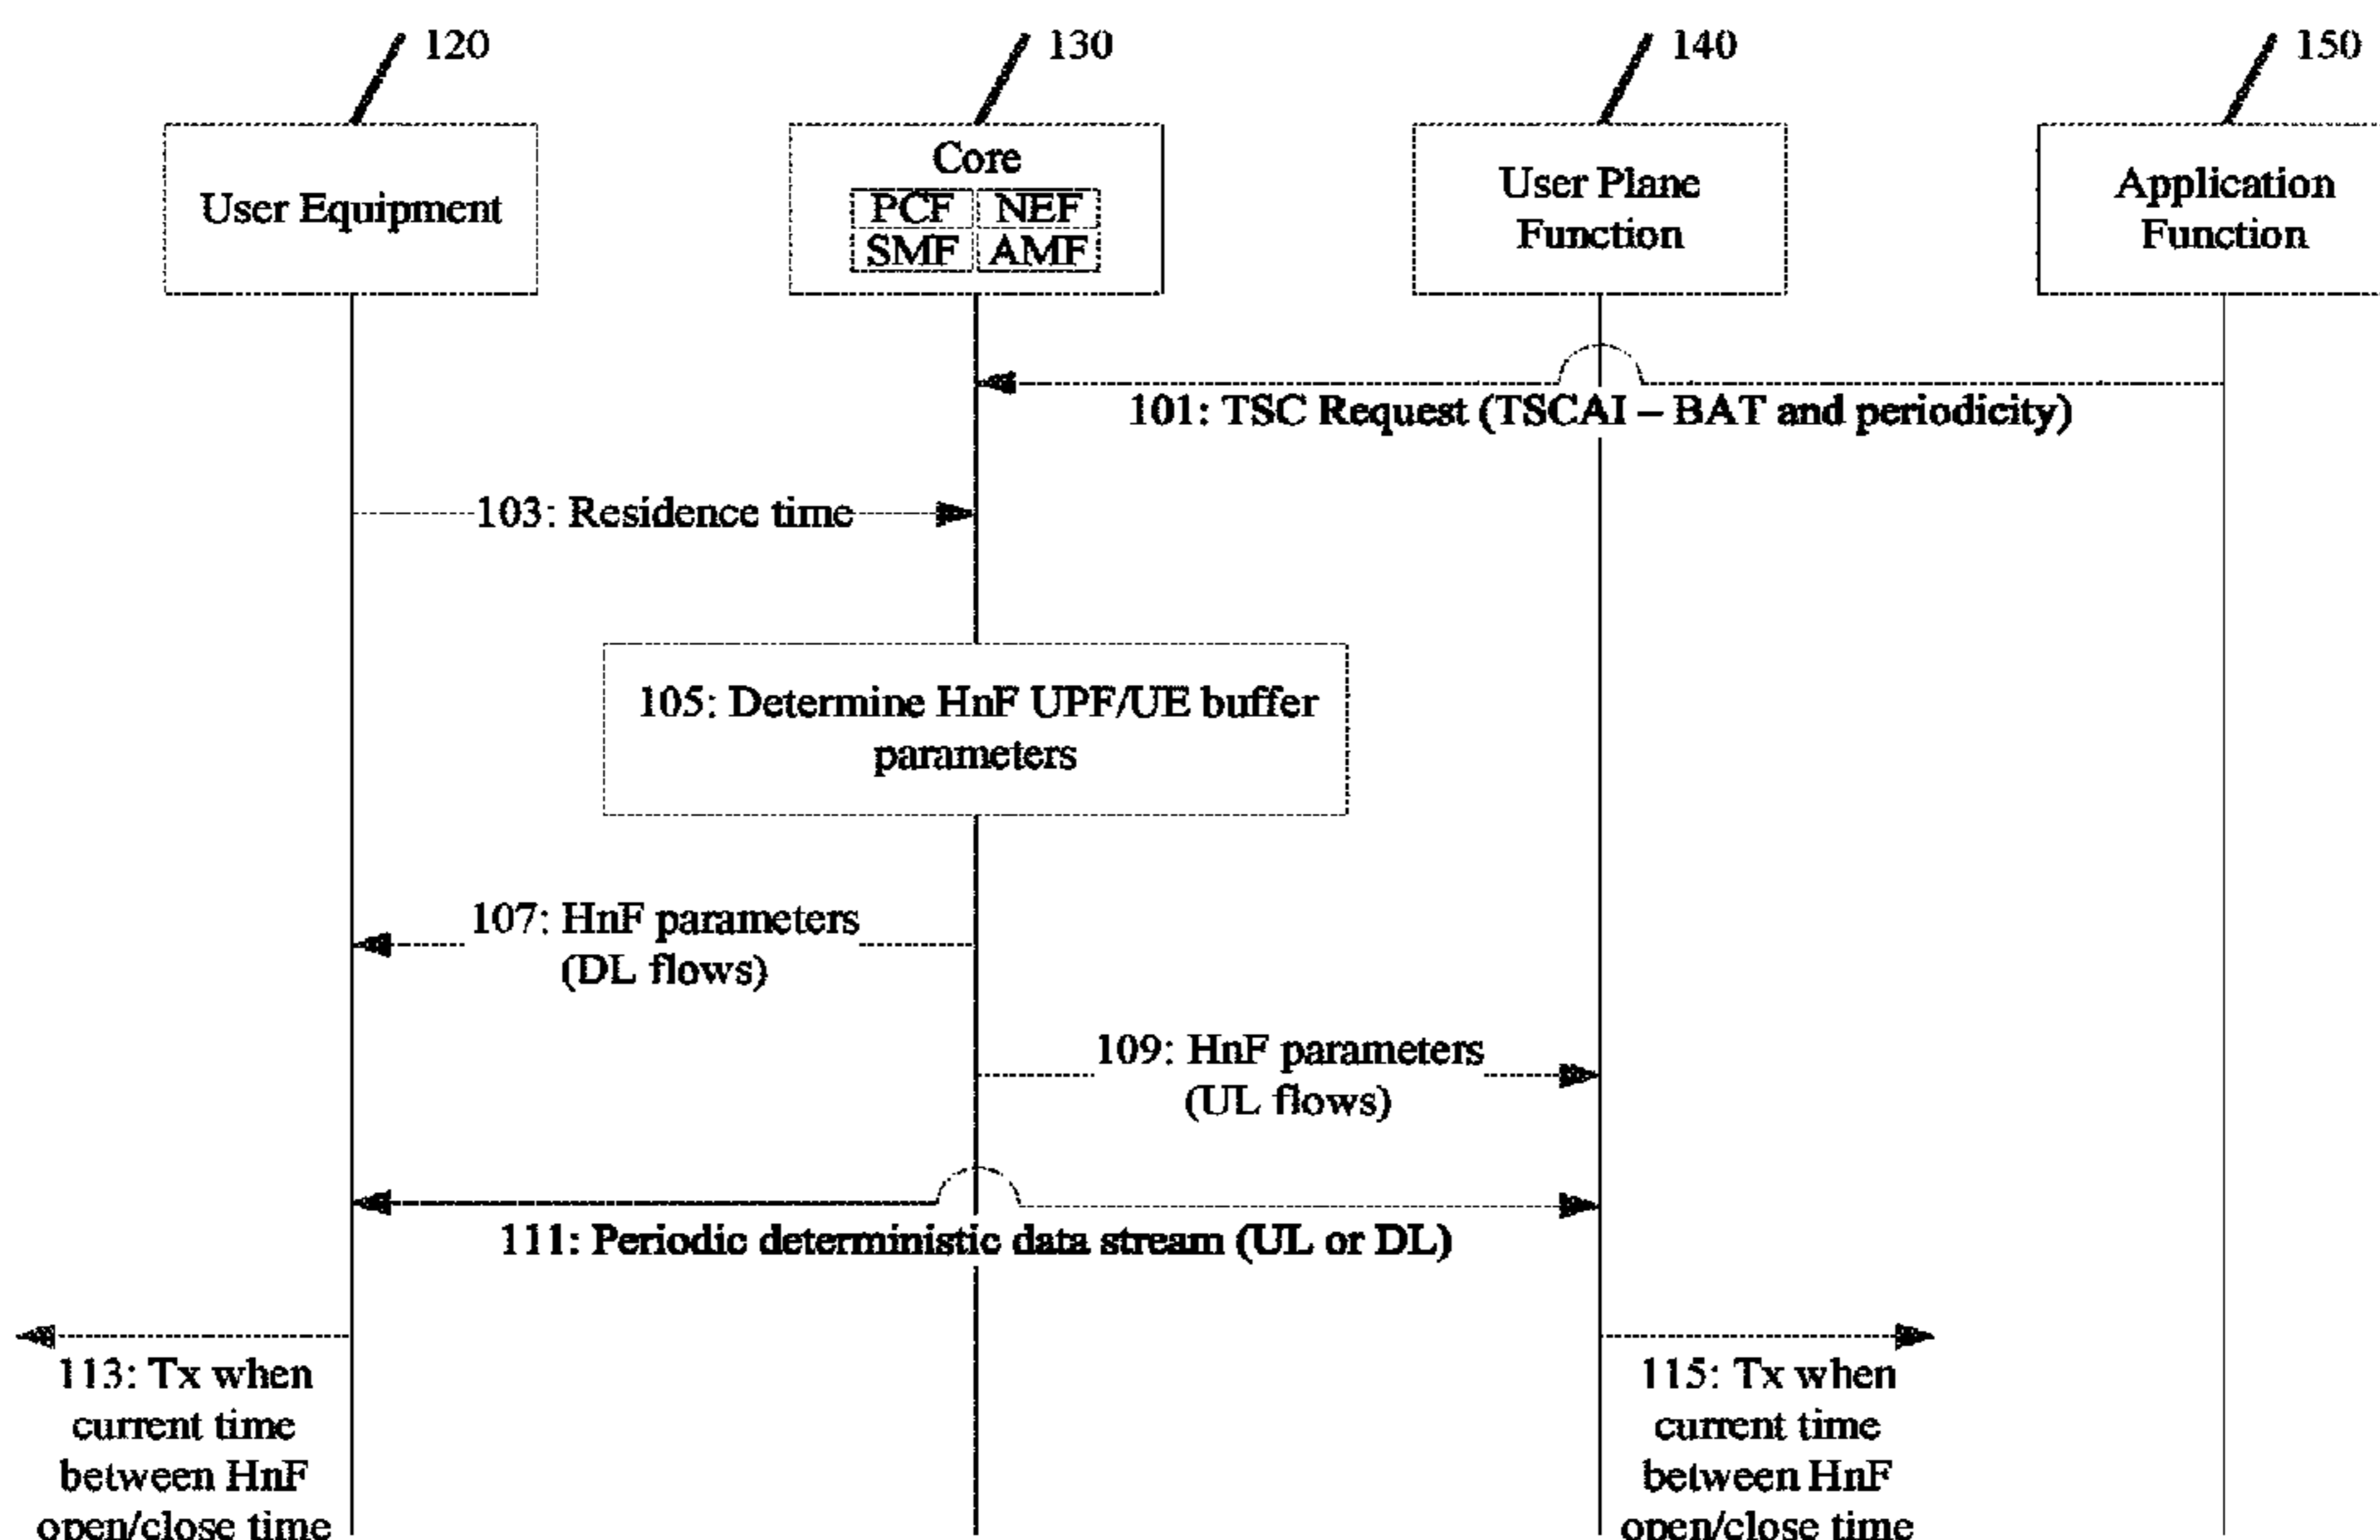 120
130
140
150
User Equipment
Core
PCF NEF
SMF AMF
User Plane
Function
Application
Function
101: TSC Request (TSCAI – BAT and periodicity)
103: Residence time
105: Determine HnF UPF/UE buffer
parameters
107: HnF parameters
(DL flows)
109: HnF parameters
(UL flows)
111: Periodic deterministic data stream (UL or DL)
113: Tx when
current time
between HnF
open/close time
115: Tx when
current time
between HnF
open/close time